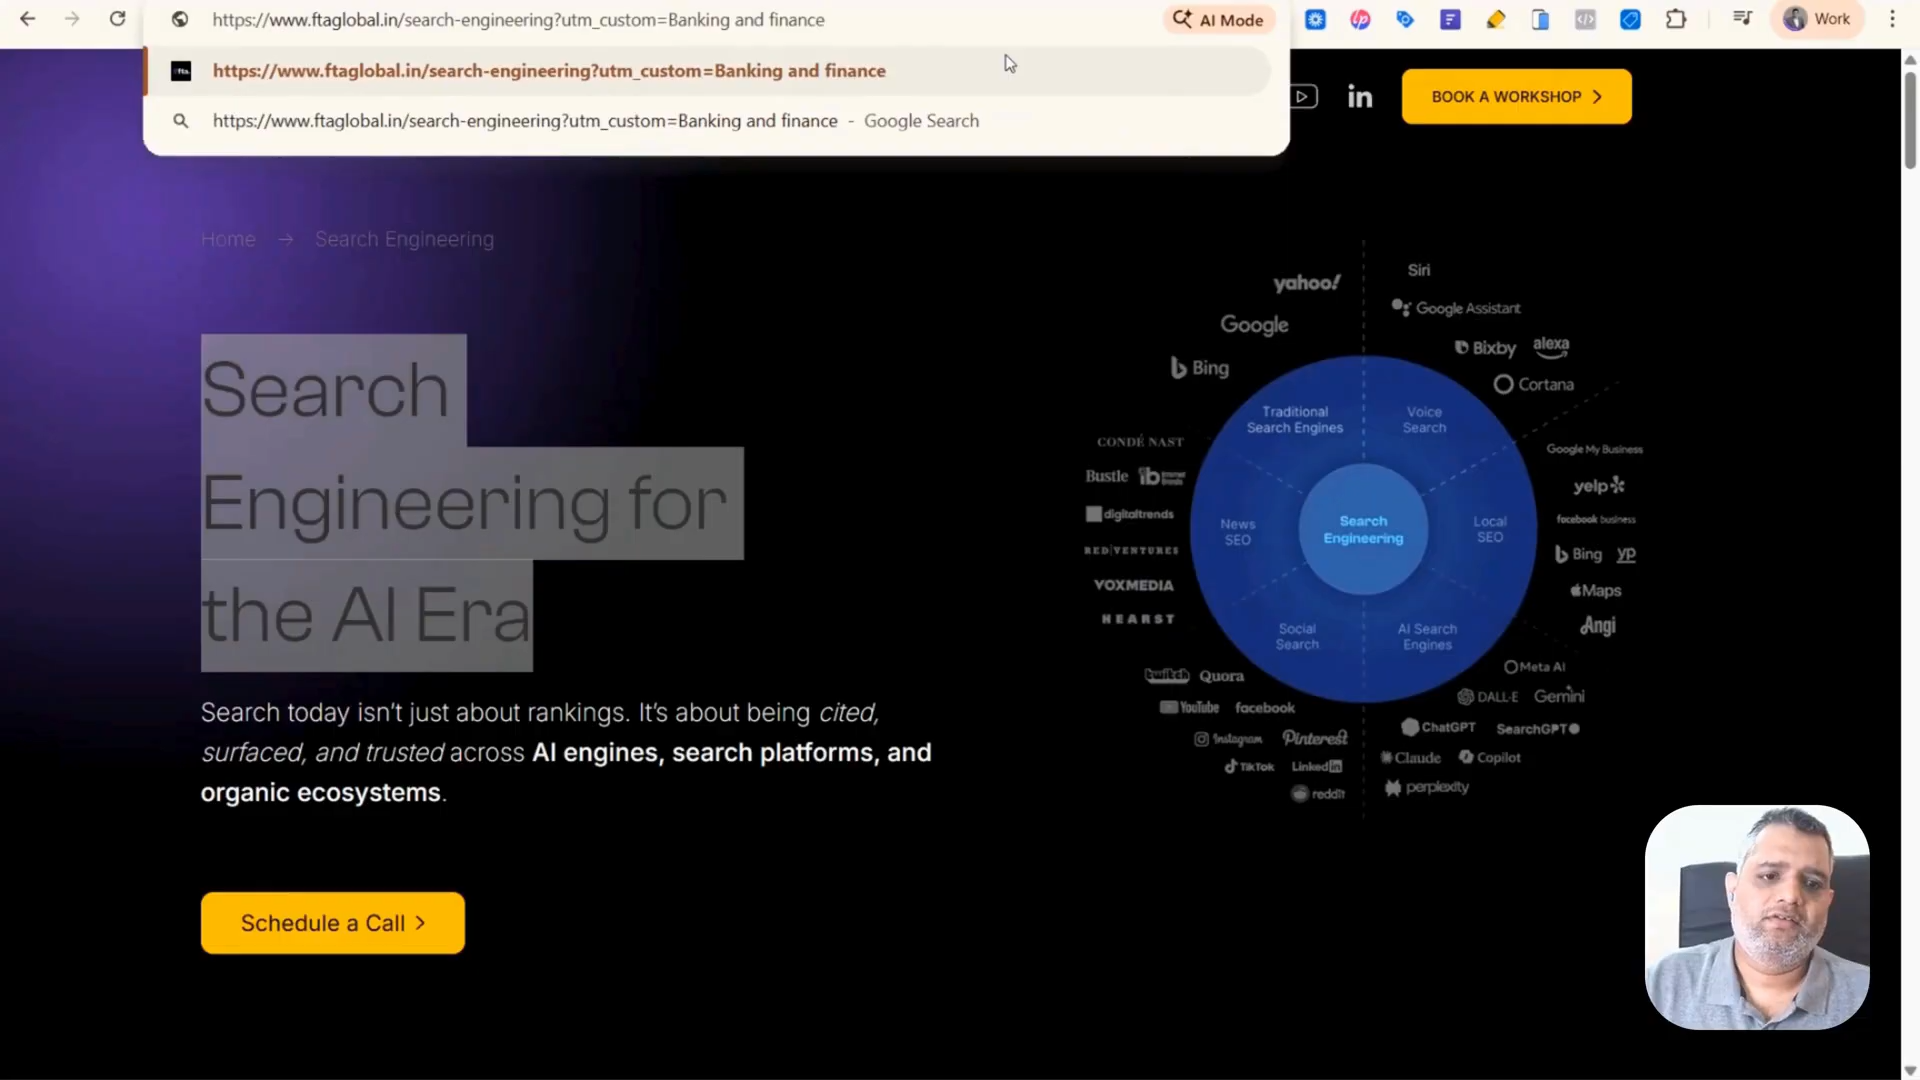 https://www.ftaglobal.in/search-engineering?utm_custom=Banking and finance
AI Mode
Work
https://www.ftaglobal.in/search-engineering?utm_custom=Banking and finance
https://www.ftaglobal.in/search-engineering?utm_custom=Banking and finance - Google Search
in
BOOK A WORKSHOP >
Home → Search Engineering
Search
Engineering for
the AI Era
Search today isn't just about rankings. It's about being cited,
surfaced, and trusted across AI engines, search platforms, and
organic ecosystems.
Schedule a Call >
yahoo!
Google
Bing
Siri
Google Assistant
Bixby
alexa
Cortana
Traditional
Search Engines
Voice
Search
CONDÉ NAST
Bustle
digitaltrends
RED|VENTURES
VOXMEDIA
HEARST
News
SEO
Search
Engineering
Local
SEO
Google My Business
yelp
facebook business
Bing
yp
Maps
Angi
Social
Search
AI Search
Engines
twitch
Quora
YouTube
facebook
Instagram
Pinterest
TikTok
Linkedin
reddit
Meta AI
DALL-E
Gemini
ChatGPT
SearchGPT
Claude
Copilot
perplexity